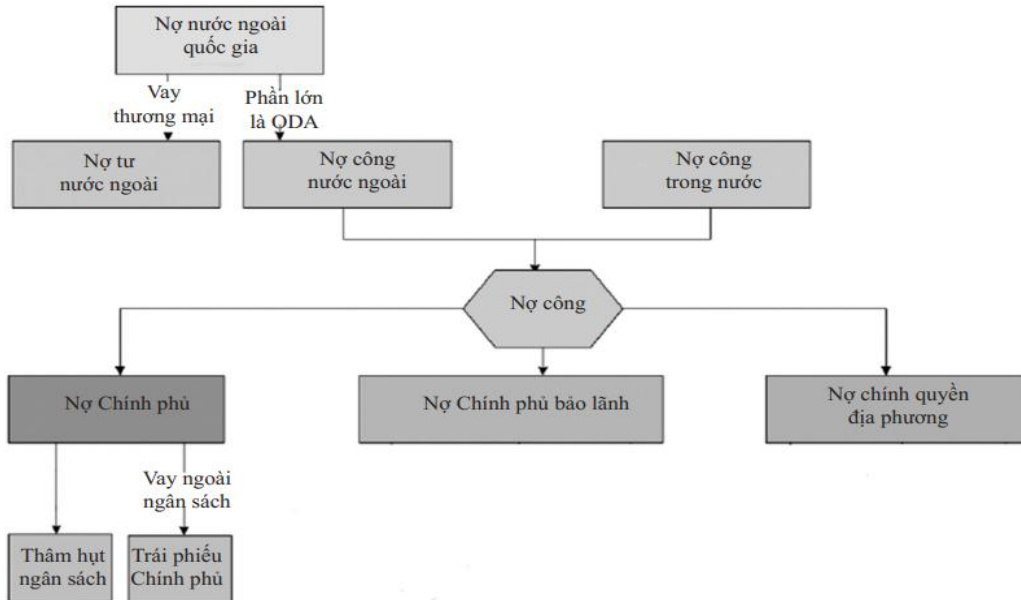 Nợ nước ngoài
quốc gia
Vay
thương mại
Phần lớn
là ODA
Nợ tư
nước ngoài
Nợ công
nước ngoài
Nợ công
trong nước
Nợ công
Nợ Chính phủ
Nợ Chính phủ bảo lãnh
Nợ chính quyền
địa phương
Vay ngoài
ngân sách
Thâm hụt
ngân sách
Trái phiếu
Chính phủ